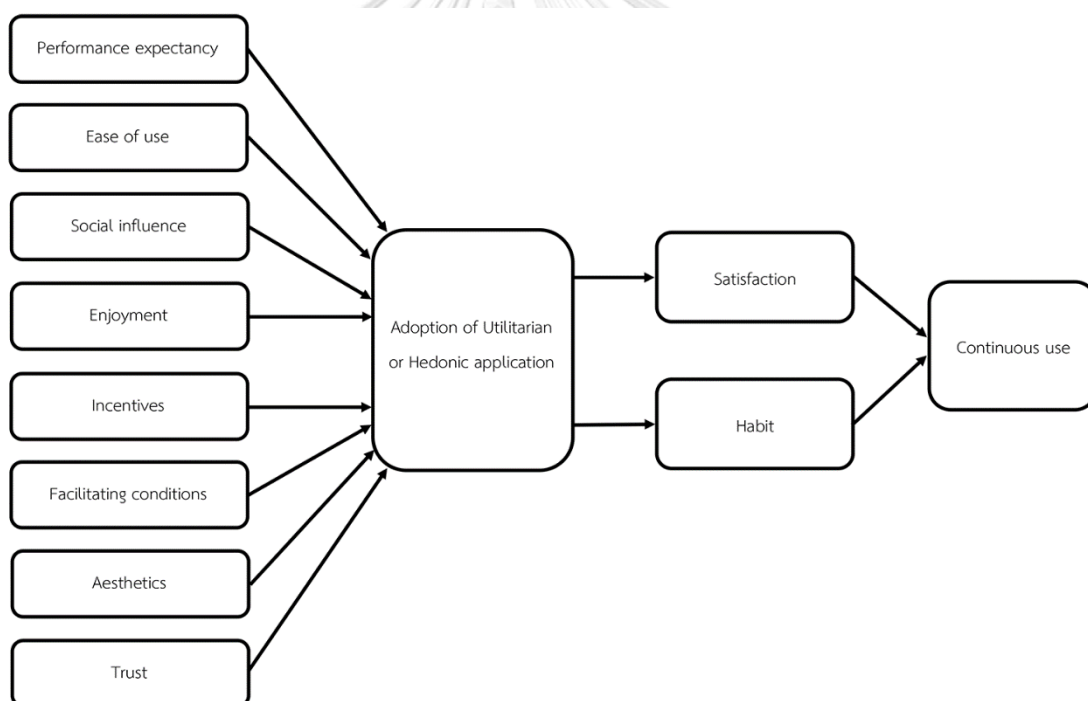 Performance expectancy
Ease of use
Social influence
Enjoyment
Incentives
Facilitating conditions
Aesthetics
Trust
Adoption of Utilitarian
or Hedonic application
Satisfaction
Habit
Continuous use